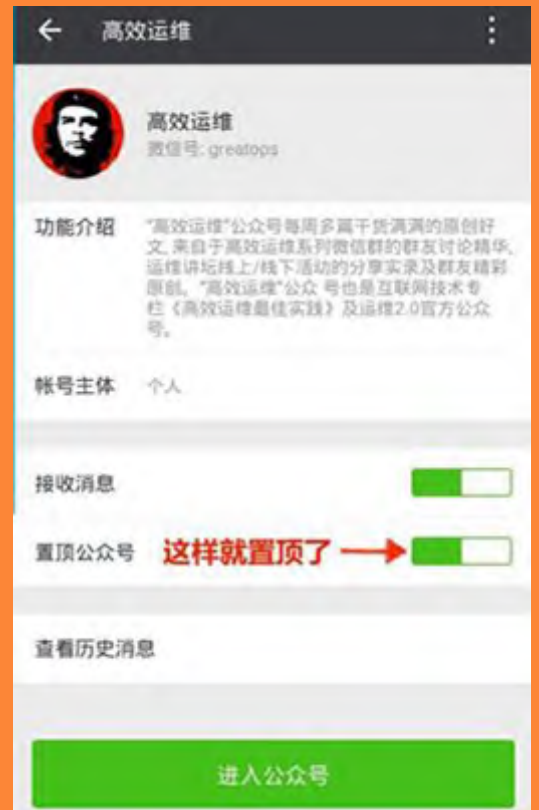 高效运维
高效运维
微信号: greatops
功能介绍
“高效运维”公众号每周多篇干货满满的原创好
文,来自于高效运维系列微信群的群友讨论精华,
运维讲坛线上/线下活动的分享实录及群友精彩
原创。“高效运维”公众 号也是互联网技术专
栏《高效运维最佳实践》及运维2.0官方公众
号。
帐号主体 个人
接收消息
置顶公众号 这样就置顶了
查看历史消息
进入公众号